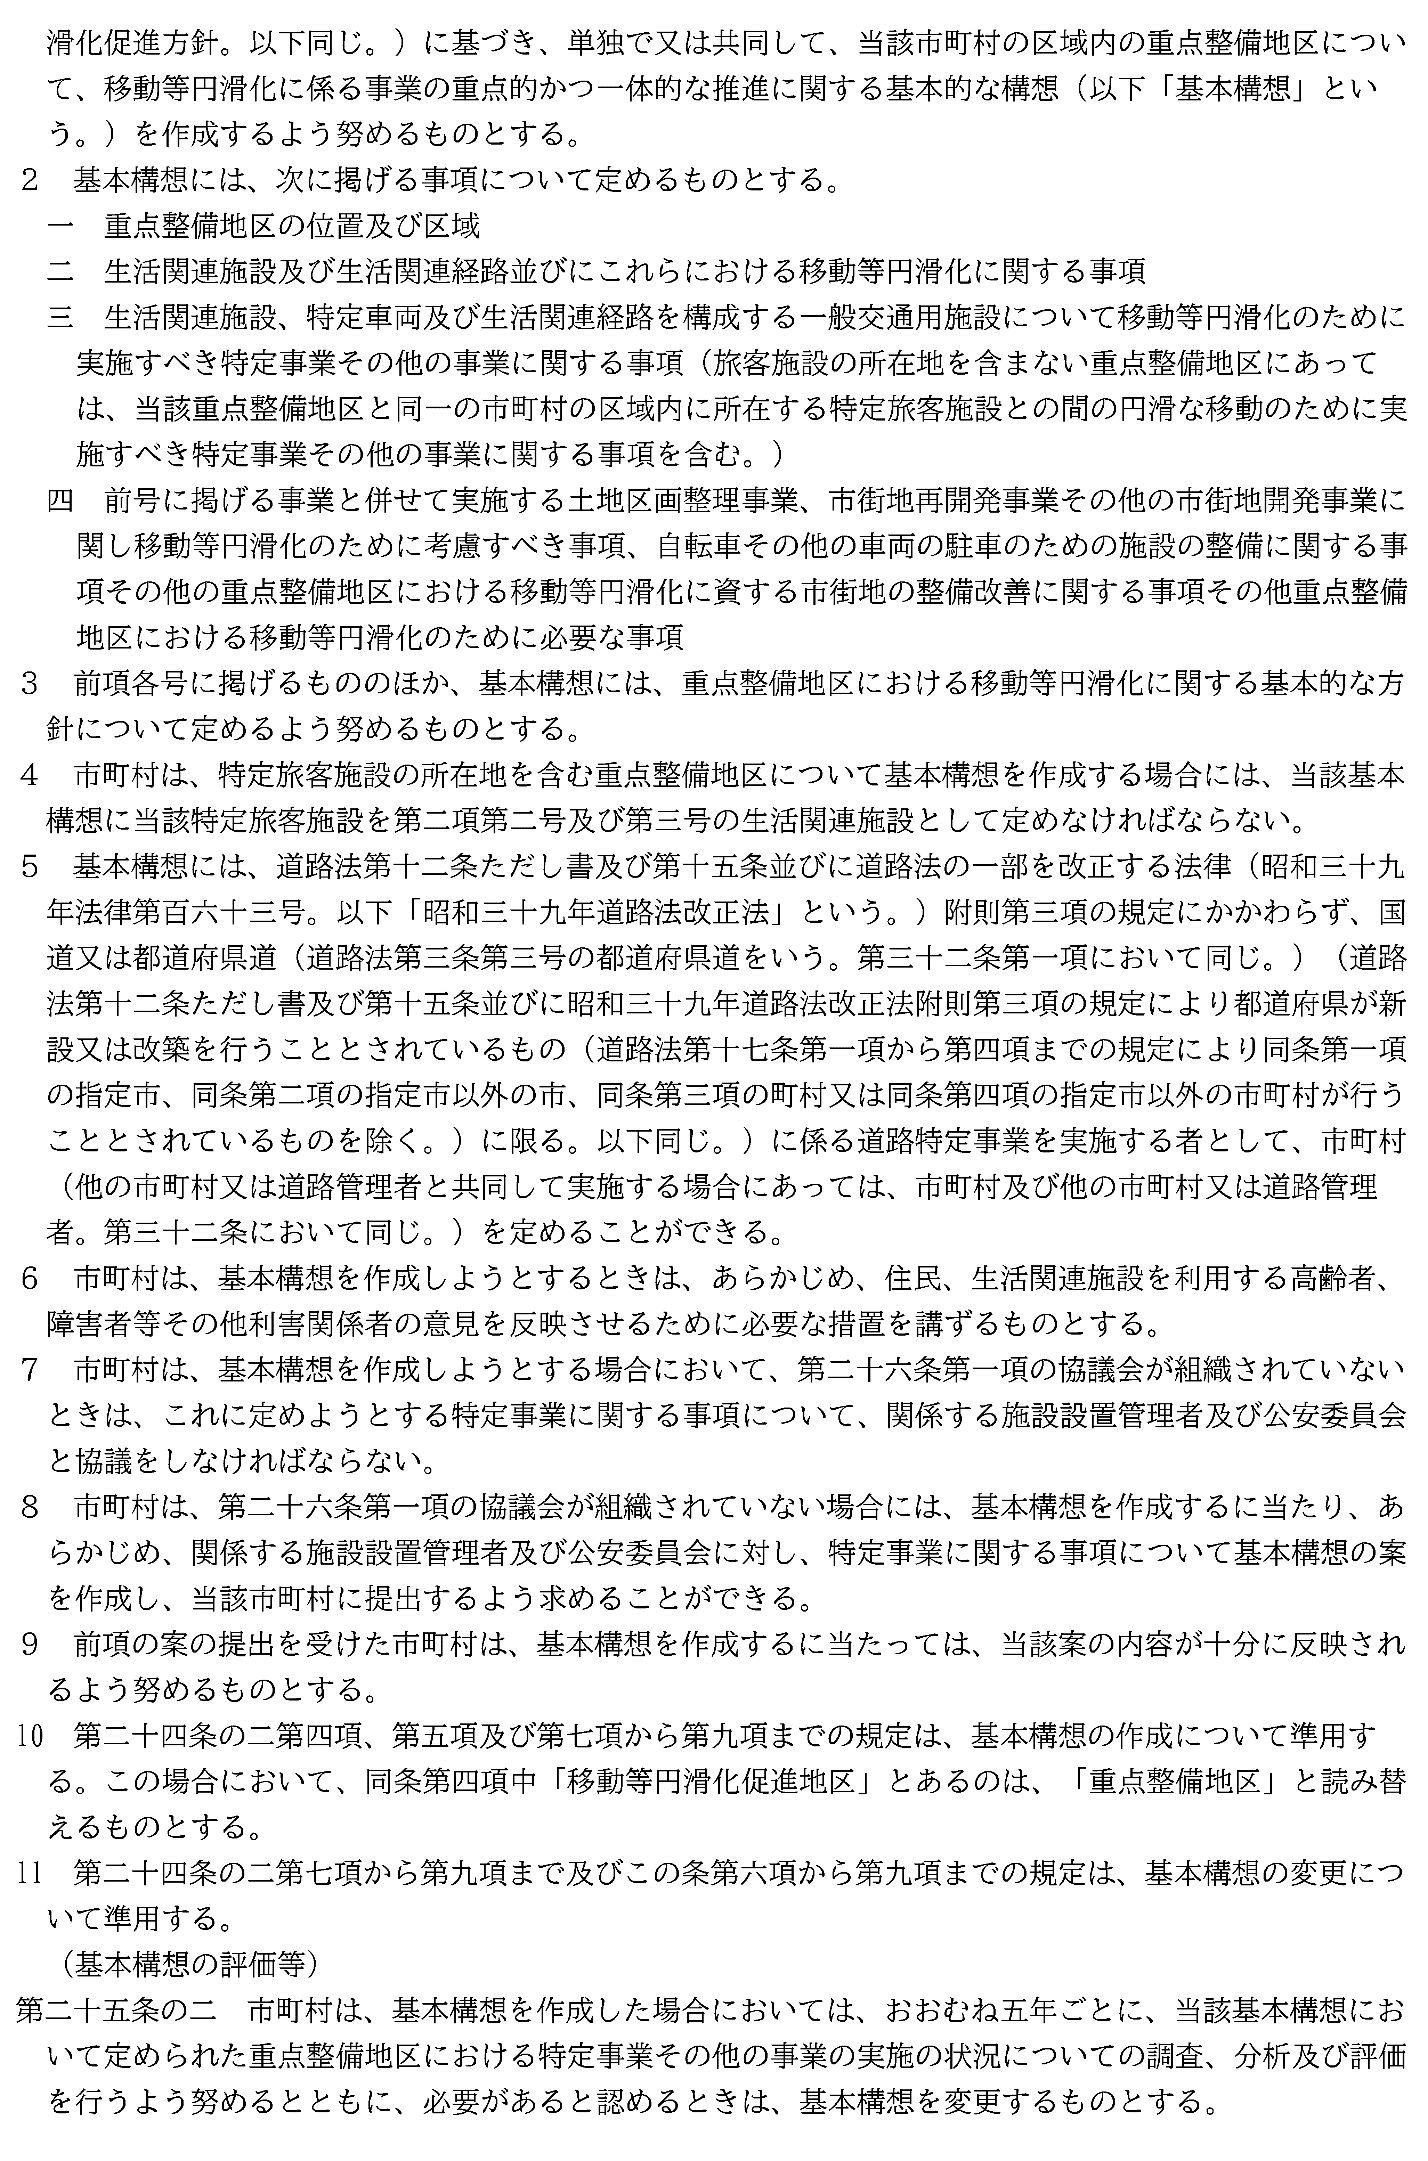 滑化促進方針。以下同じ。）に基づき、単独で又は共同して、当該市町村の区域内の重点整備地区につい
て、移動等円滑化に係る事業の重点的かつ一体的な推進に関する基本的な構想（以下「基本構想」とい
う。）を作成するよう努めるものとする。
２　基本構想には、次に掲げる事項について定めるものとする。
一　重点整備地区の位置及び区域
二　生活関連施設及び生活関連経路並びにこれらにおける移動等円滑化に関する事項
三　生活関連施設、特定車両及び生活関連経路を構成する一般交通用施設について移動等円滑化のために
実施すべき特定事業その他の事業に関する事項（旅客施設の所在地を含まない重点整備地区にあって
は、当該重点整備地区と同一の市町村の区域内に所在する特定旅客施設との間の円滑な移動のために実
施すべき特定事業その他の事業に関する事項を含む。）
四　前号に掲げる事業と併せて実施する土地区画整理事業、市街地再開発事業その他の市街地開発事業に
関し移動等円滑化のために考慮すべき事項、自転車その他の車両の駐車のための施設の整備に関する事
項その他の重点整備地区における移動等円滑化に資する市街地の整備改善に関する事項その他重点整備
地区における移動等円滑化のために必要な事項
３　前項各号に掲げるもののほか、基本構想には、重点整備地区における移動等円滑化に関する基本的な方
針について定めるよう努めるものとする。
４　市町村は、特定旅客施設の所在地を含む重点整備地区について基本構想を作成する場合には、当該基本
構想に当該特定旅客施設を第二項第二号及び第三号の生活関連施設として定めなければならない。
５　基本構想には、道路法第十二条ただし書及び第十五条並びに道路法の一部を改正する法律（昭和三十九
年法律第百六十三号。以下「昭和三十九年道路法改正法」という。）附則第三項の規定にかかわらず、国
道又は都道府県道（道路法第三条第三号の都道府県道をいう。第三十二条第一項において同じ。）（道路
法第十二条ただし書及び第十五条並びに昭和三十九年道路法改正法附則第三項の規定により都道府県が新
設又は改築を行うこととされているもの（道路法第十七条第一項から第四項までの規定により同条第一項
の指定市、同条第二項の指定市以外の市、同条第三項の町村又は同条第四項の指定市以外の市町村が行う
こととされているものを除く。）に限る。以下同じ。）に係る道路特定事業を実施する者として、市町村
（他の市町村又は道路管理者と共同して実施する場合にあっては、市町村及び他の市町村又は道路管理
者。第三十二条において同じ。）を定めることができる。
６　市町村は、基本構想を作成しようとするときは、あらかじめ、住民、生活関連施設を利用する高齢者、
障害者等その他利害関係者の意見を反映させるために必要な措置を講ずるものとする。
７　市町村は、基本構想を作成しようとする場合において、第二十六条第一項の協議会が組織されていない
ときは、これに定めようとする特定事業に関する事項について、関係する施設設置管理者及び公安委員会
と協議をしなければならない。
８　市町村は、第二十六条第一項の協議会が組織されていない場合には、基本構想を作成するに当たり、あ
らかじめ、関係する施設設置管理者及び公安委員会に対し、特定事業に関する事項について基本構想の案
を作成し、当該市町村に提出するよう求めることができる。
９　前項の案の提出を受けた市町村は、基本構想を作成するに当たっては、当該案の内容が十分に反映され
るよう努めるものとする。
10　第二十四条の二第四項、第五項及び第七項から第九項までの規定は、基本構想の作成について準用す
る。この場合において、同条第四項中「移動等円滑化促進地区」とあるのは、「重点整備地区」と読み替
えるものとする。
11　第二十四条の二第七項から第九項まで及びこの条第六項から第九項までの規定は、基本構想の変更につ
いて準用する。
（基本構想の評価等）
第二十五条の二　市町村は、基本構想を作成した場合においては、おおむね五年ごとに、当該基本構想にお
いて定められた重点整備地区における特定事業その他の事業の実施の状況についての調査、分析及び評価
を行うよう努めるとともに、必要があると認めるときは、基本構想を変更するものとする。